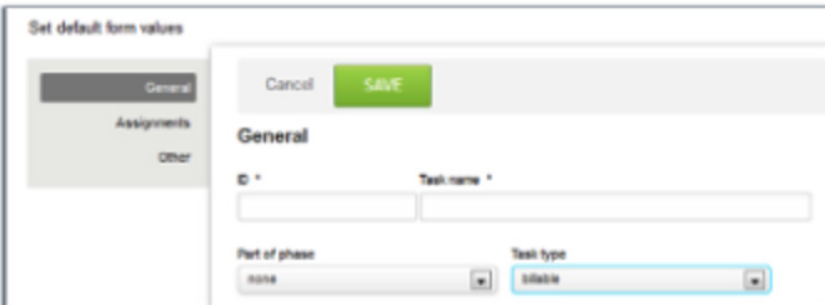 Set default form values
General
Assignments
Other
Cancel SAVE
General
ID * Task name *
Part of phase Task type
none billable